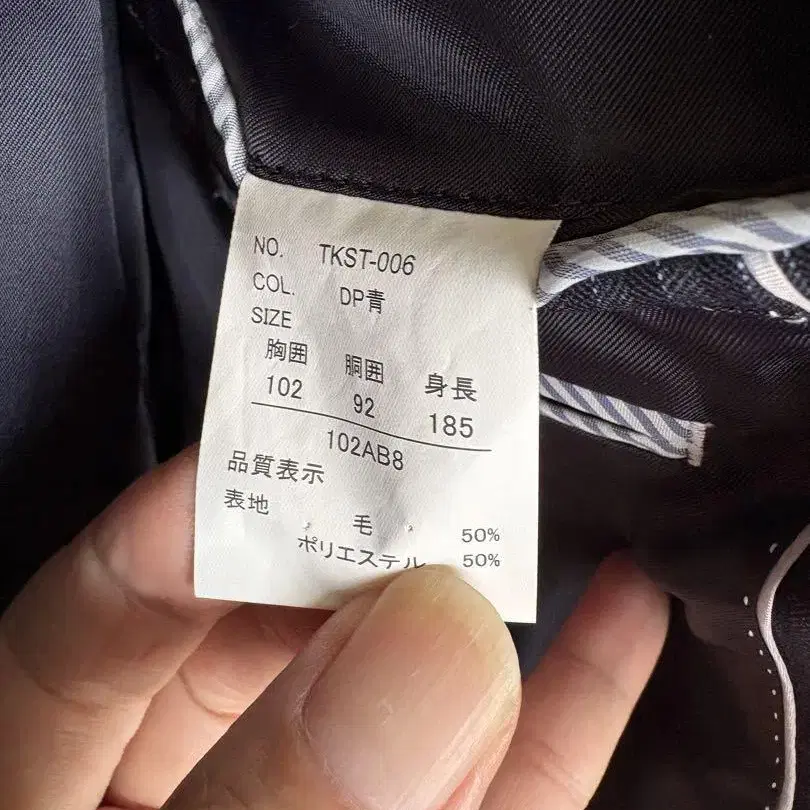 NO. TKST-006
COL. DP青
SIZE
胸囲 胴囲 身長
102 92 185
102AB8
品質表示
表地 毛 50%
ポリエステル 50%